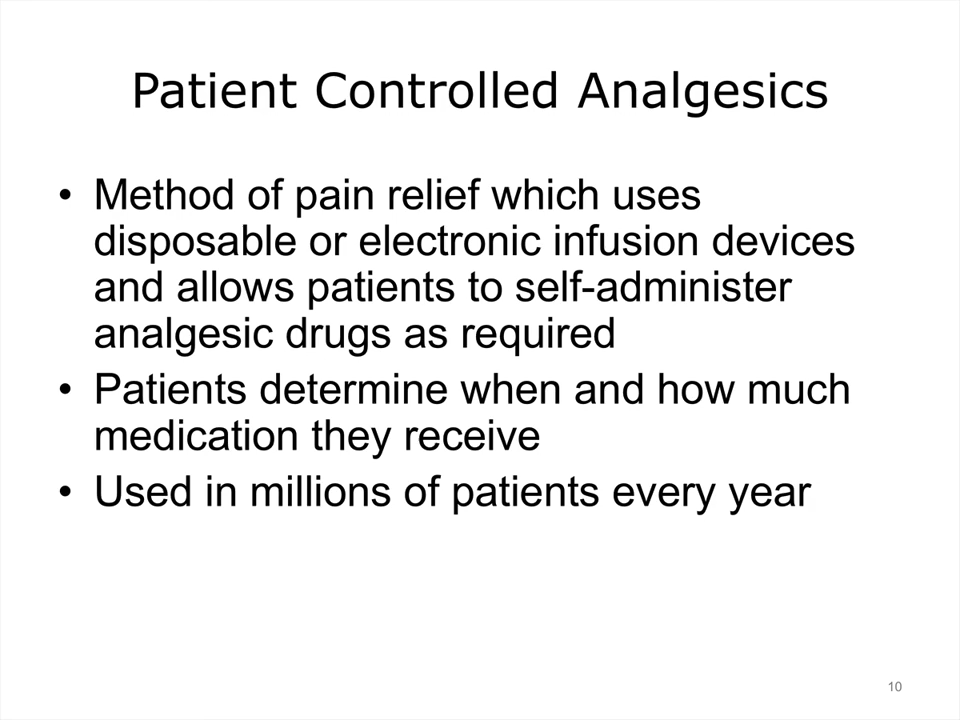 Patient Controlled Analgesics
• Method of pain relief which uses
disposable or electronic infusion devices
and allows patients to self-administer
analgesic drugs as required
• Patients determine when and how much
medication they receive
• Used in millions of patients every year
10